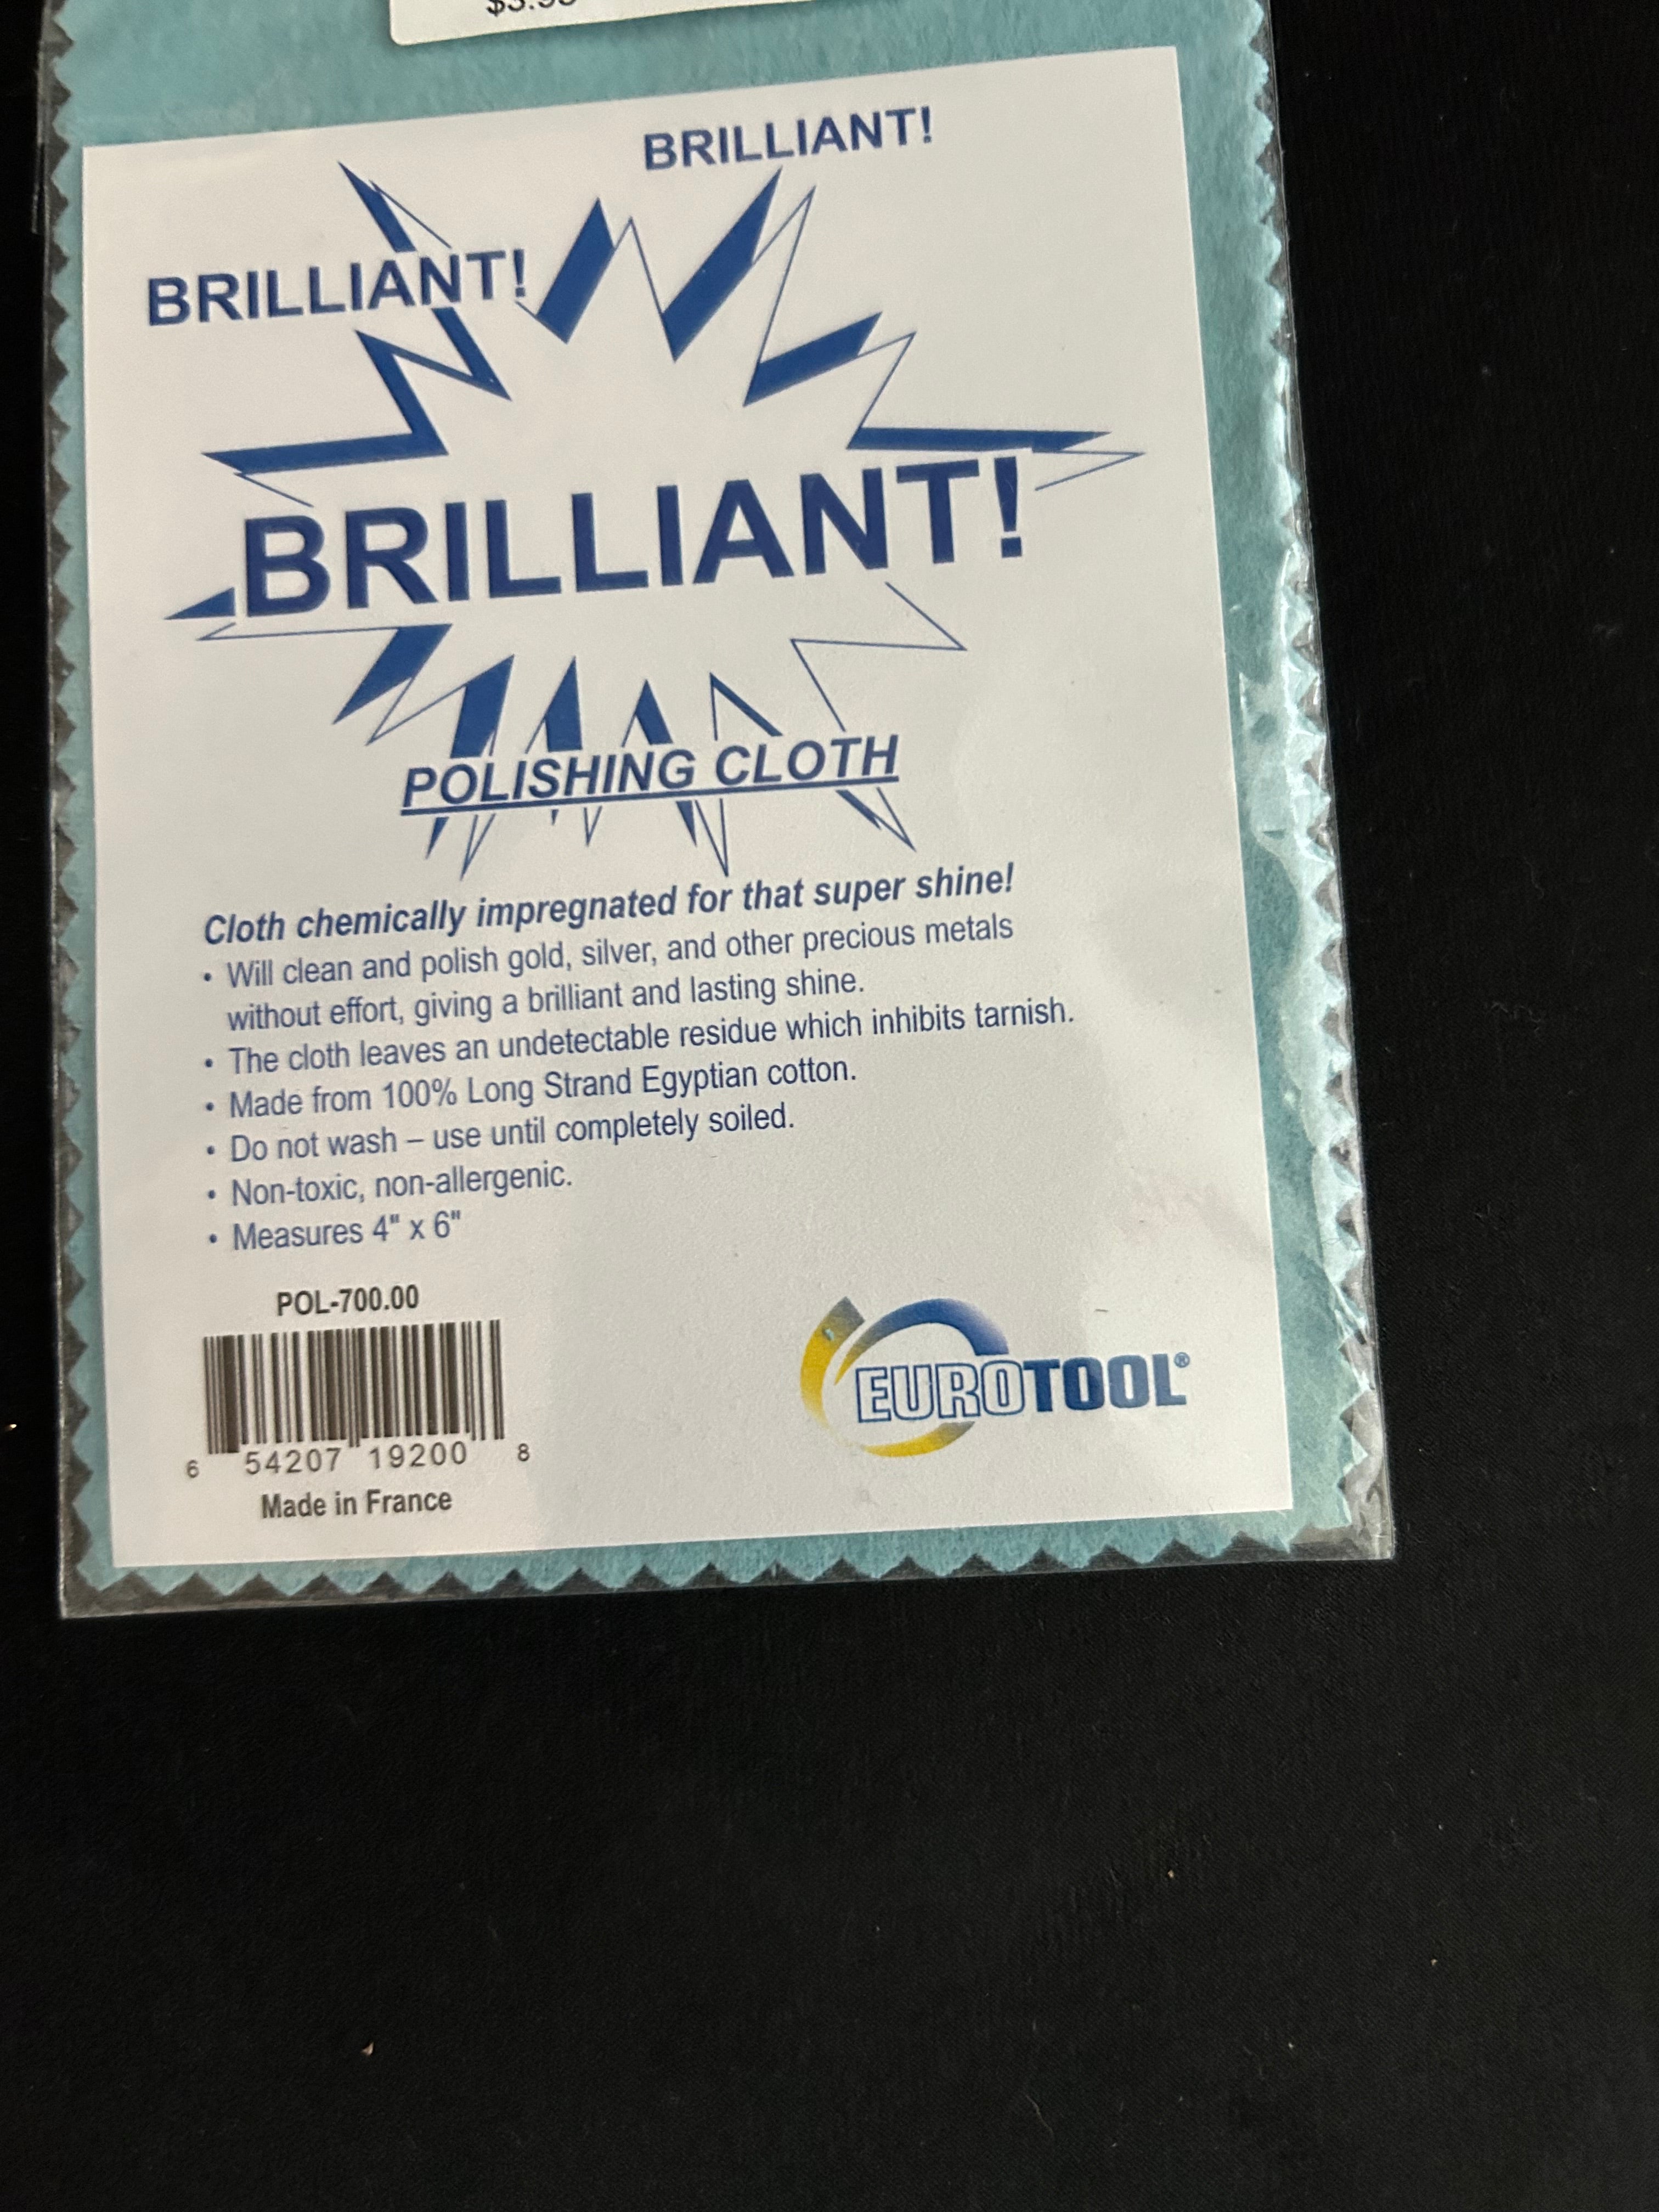 BRILLIANT!
BRILLIANT!
BRILLIANT!
POLISHING CLOTH
Cloth chemically impregnated for that super shine!
• Will clean and polish gold, silver, and other precious metals
without effort, giving a brilliant and lasting shine.
• The cloth leaves an undetectable residue which inhibits tarnish.
• Made from 100% Long Strand Egyptian cotton.
• Do not wash – use until completely soiled.
• Non-toxic, non-allergenic.
• Measures 4" x 6"
POL-700.00
6 54207 19200 8
Made in France
EUROTOOL®